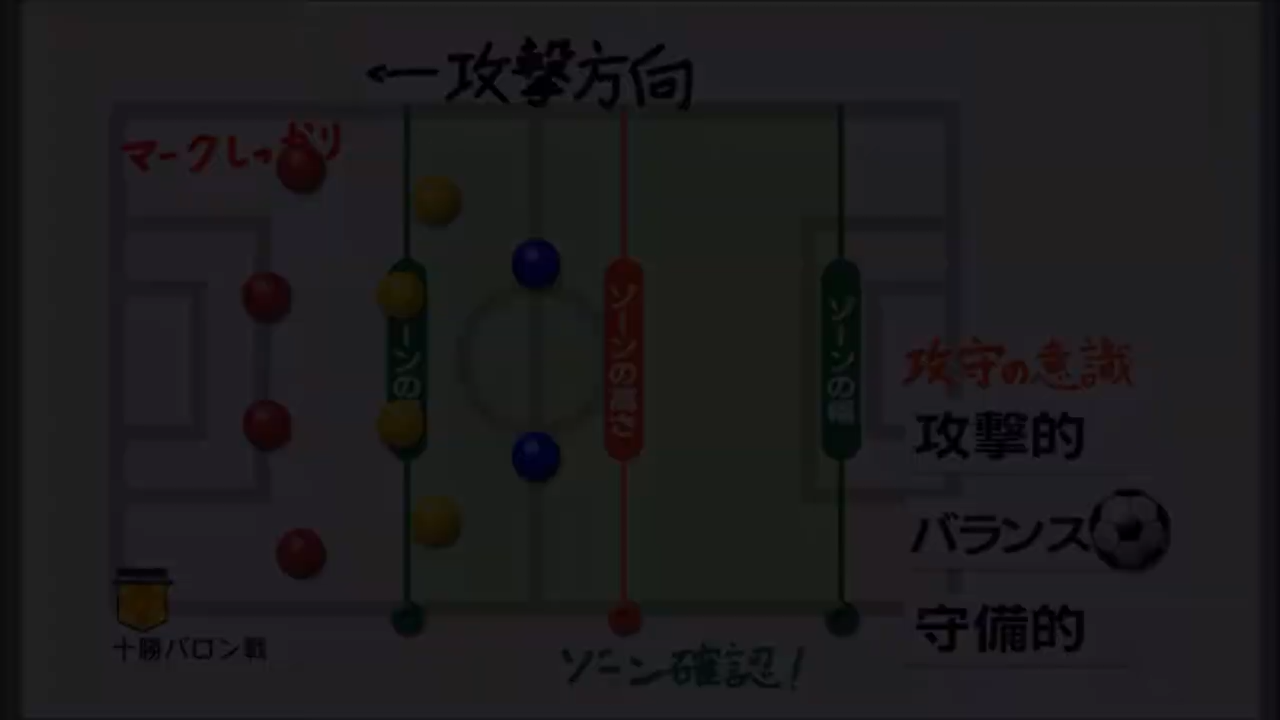 ←攻撃方向
マークしっかり
ーンの
ゾーンの高さ
ゾーンの幅
攻守の意識
攻撃的
バランス
守備的
十勝バロン戦
ゾーン確認!